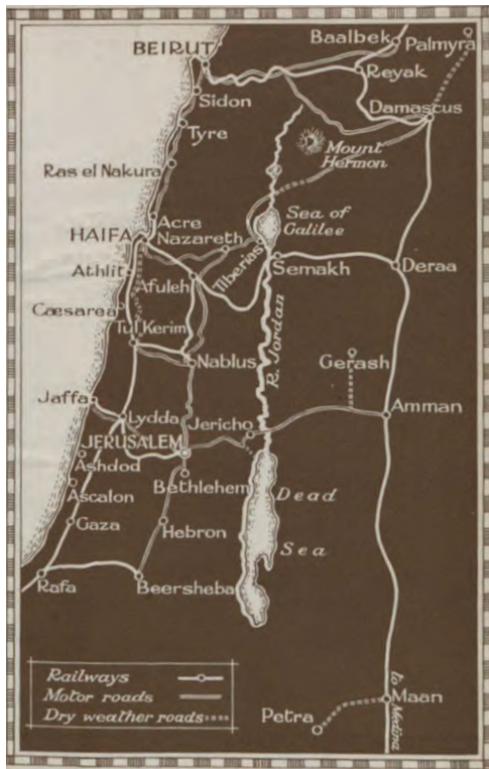 Baalbek
Palmyra
BEIRUT
Reyak
Sidon
Damascus
Tyre
Mount
Hermon
Ras el Nakura
Acre
Sea of
Galilee
HAIFA
Nazareth
Tiberias
Semakh
Deraa
Athlit
Afuleh
Cæsarea
Tul Kerim
R. Jordan
Nablus
Gerash
Jaffa
Lydda
Jericho
Amman
JERUSALEM
Ashdod
Bethlehem
Dead
Sea
Ascalon
Gaza
Hebron
Rafa
Beersheba
Railways
Motor roads
Dry weather roads
to Medina
Maan
Petra